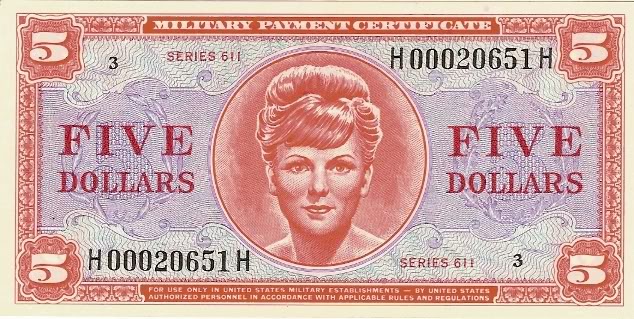 MILITARY PAYMENT CERTIFICATE
5 5
3 SERIES 611 H00020651H
FIVE FIVE
DOLLARS DOLLARS
H00020651H SERIES 611 3
5 5
FOR USE ONLY IN UNITED STATES MILITARY ESTABLISHMENTS — BY UNITED STATES
AUTHORIZED PERSONNEL IN ACCORDANCE WITH APPLICABLE RULES AND REGULATIONS